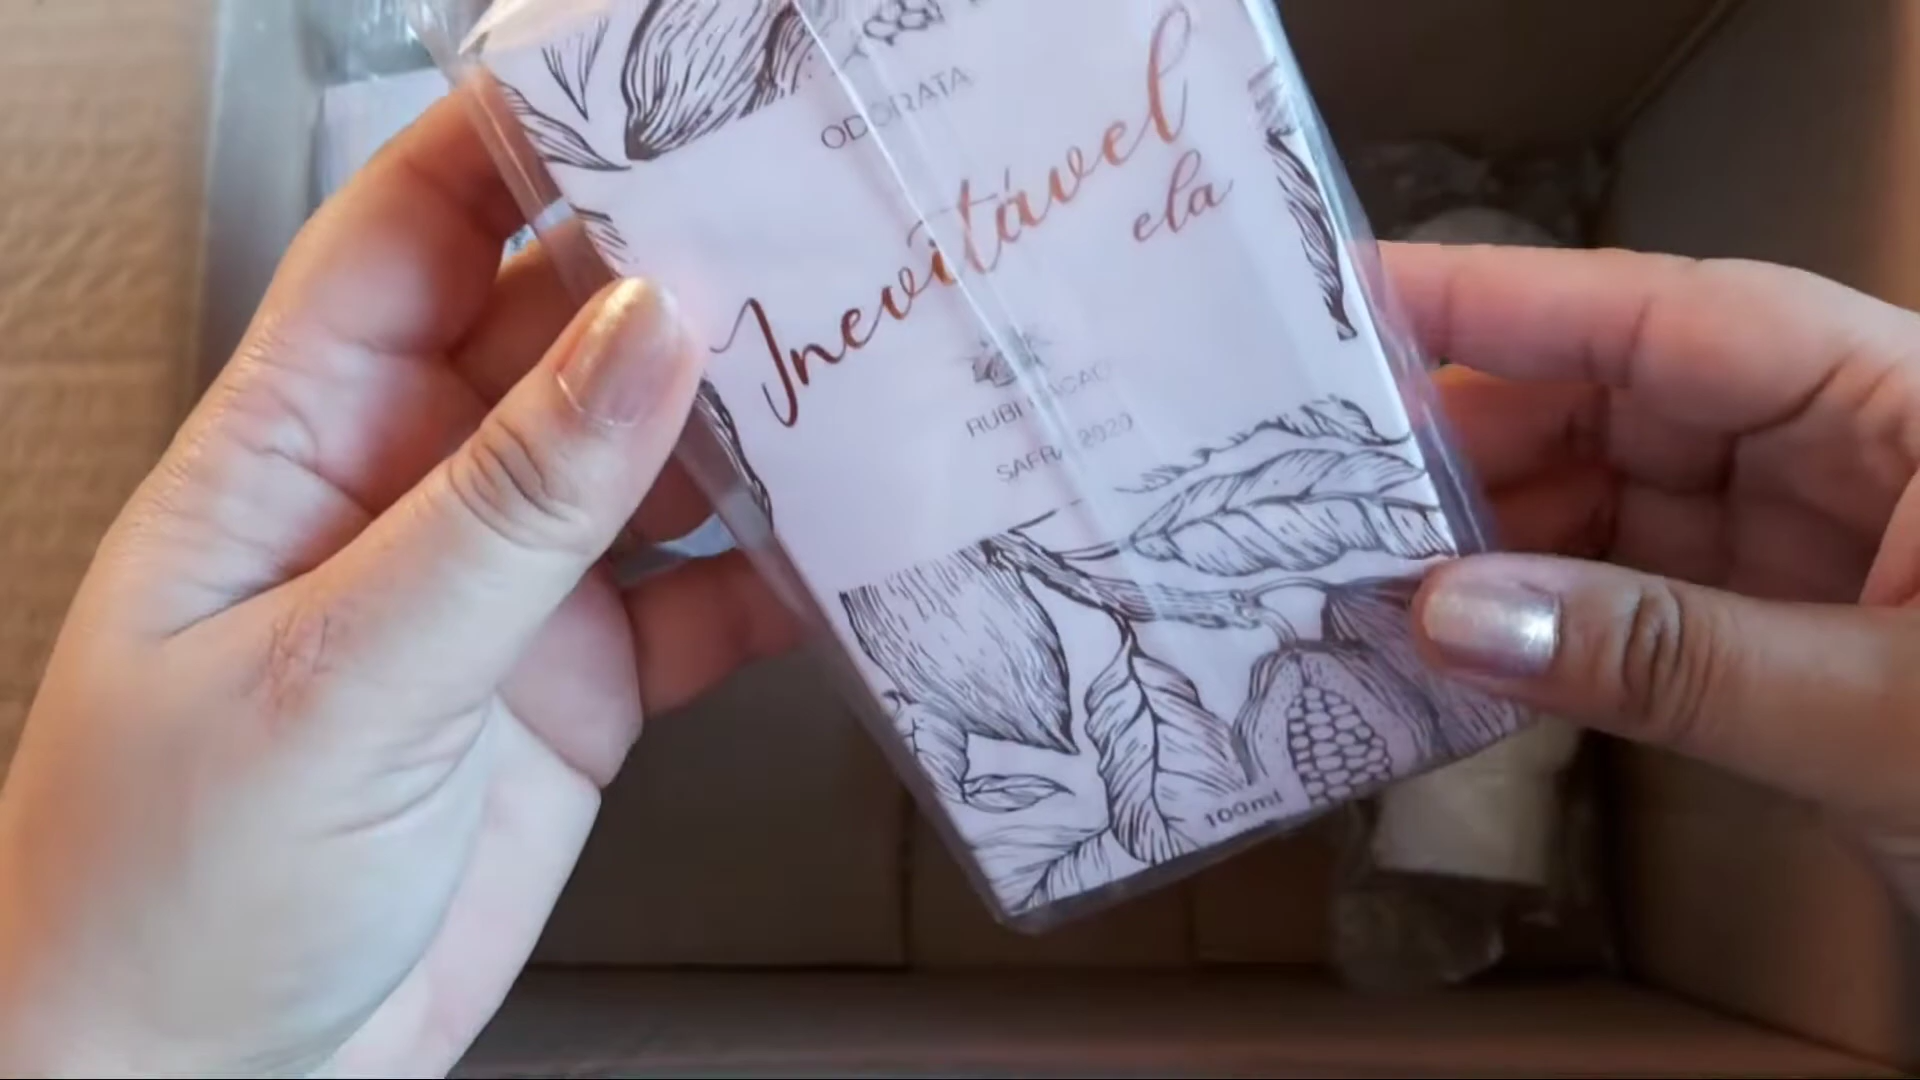 ODORATA
Inevitável
ela
RUBI CACAO
SAFRA 2020
100ml